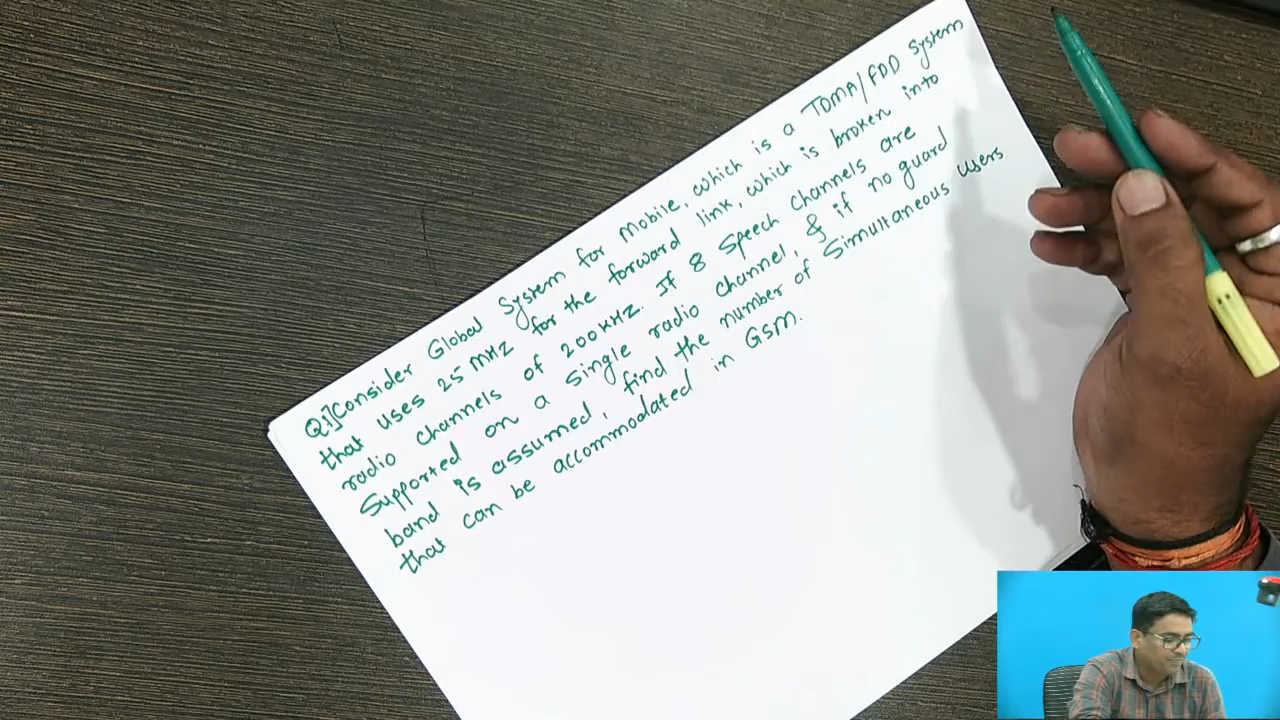 Q.1]Consider Global System for Mobile, which is a TDMA/FDD System
that uses 25 MHz for the forward link, which is broken into
radio channels of 200 KHz. If 8 Speech Channels are
Supported on a single radio channel, & if no guard
band is assumed, find the number of Simultaneous users
that can be accommodated in GSM.